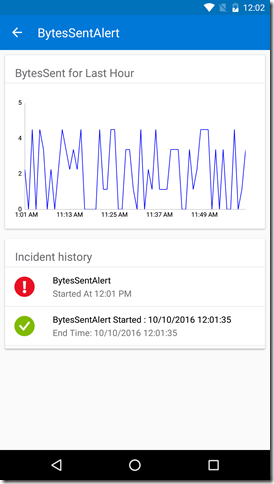 12:02
BytesSentAlert
BytesSent for Last Hour
5
4
2
0
1:01 AM 11:13 AM 11:25 AM 11:37 AM 11:49 AM
Incident history
BytesSentAlert
Started At 12:01 PM
BytesSentAlert Started : 10/10/2016 12:01:35
End Time: 10/10/2016 12:01:35